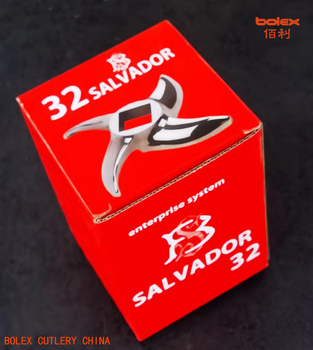 bolex
佰利
32 SALVADOR
enterprise system
SALVADOR
32
BOLEX CUTLERY CHINA